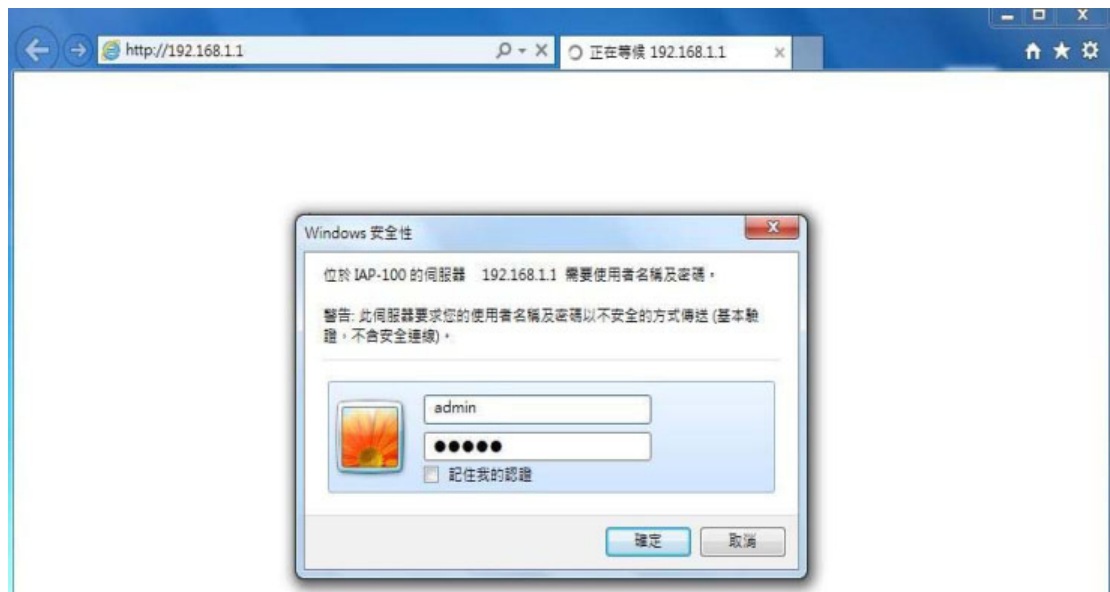 http://192.168.1.1
正在等候 192.168.1.1
Windows 安全性
位於 IAP-100 的伺服器 192.168.1.1 需要使用者名稱及密碼。
警告: 此伺服器要求您的使用者名稱及密碼以不安全的方式傳送 (基本驗
證，不含安全連線)。
admin
●●●●●
記住我的認證
確定
取消